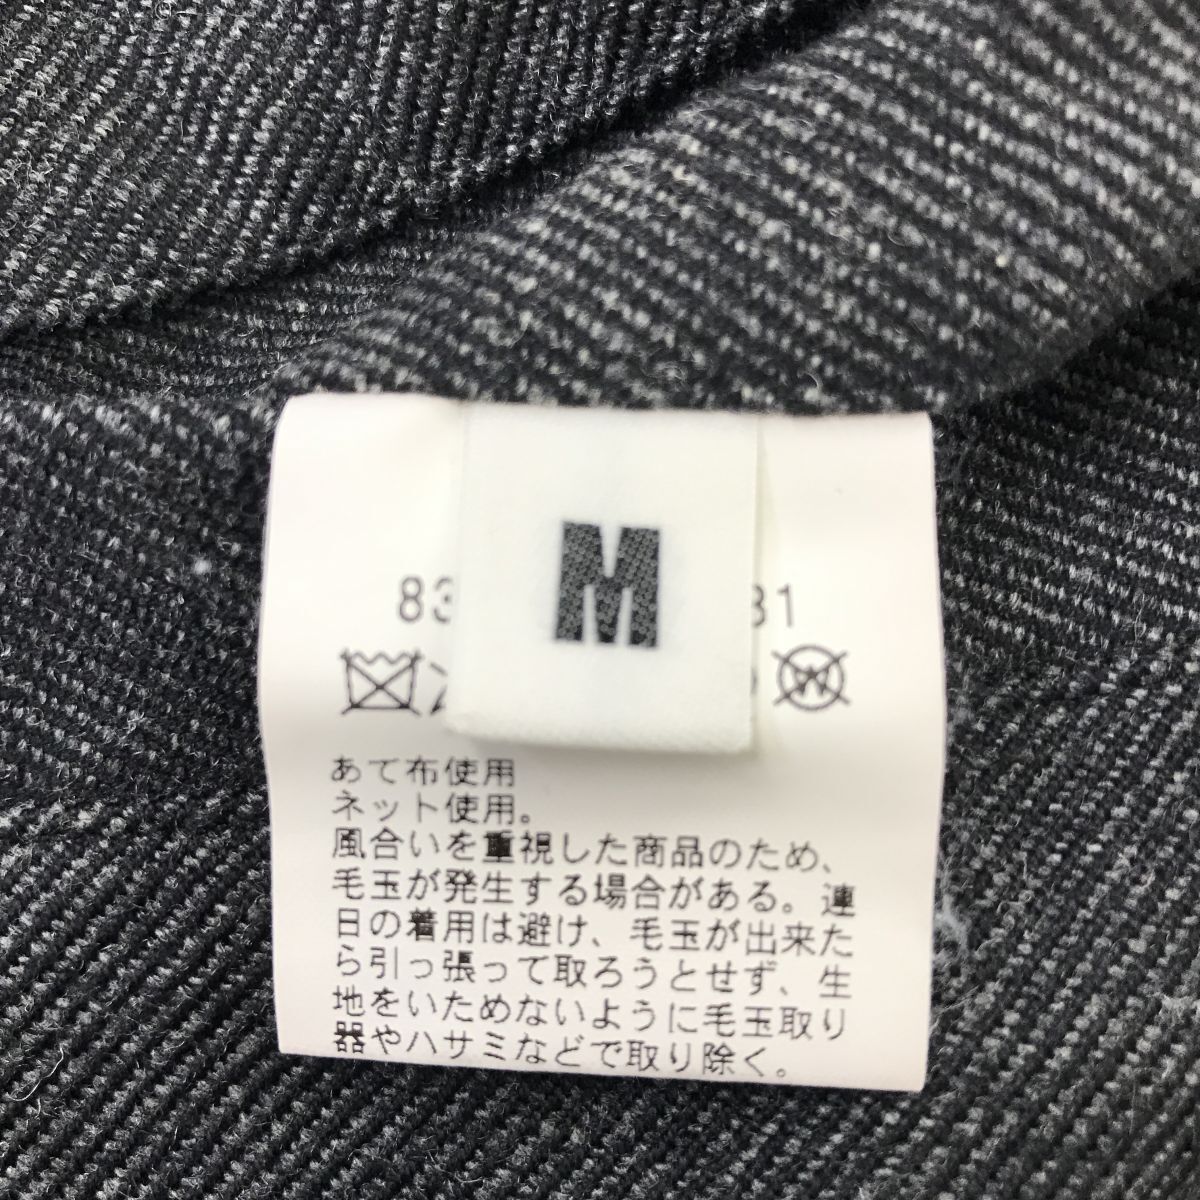 M
あて布使用
ネット使用。
風合いを重視した商品のため、
毛玉が発生する場合がある。連
日の着用は避け、毛玉が出来た
ら引っ張って取ろうとせず、生
地をいためないように毛玉取り
器やハサミなどで取り除く。